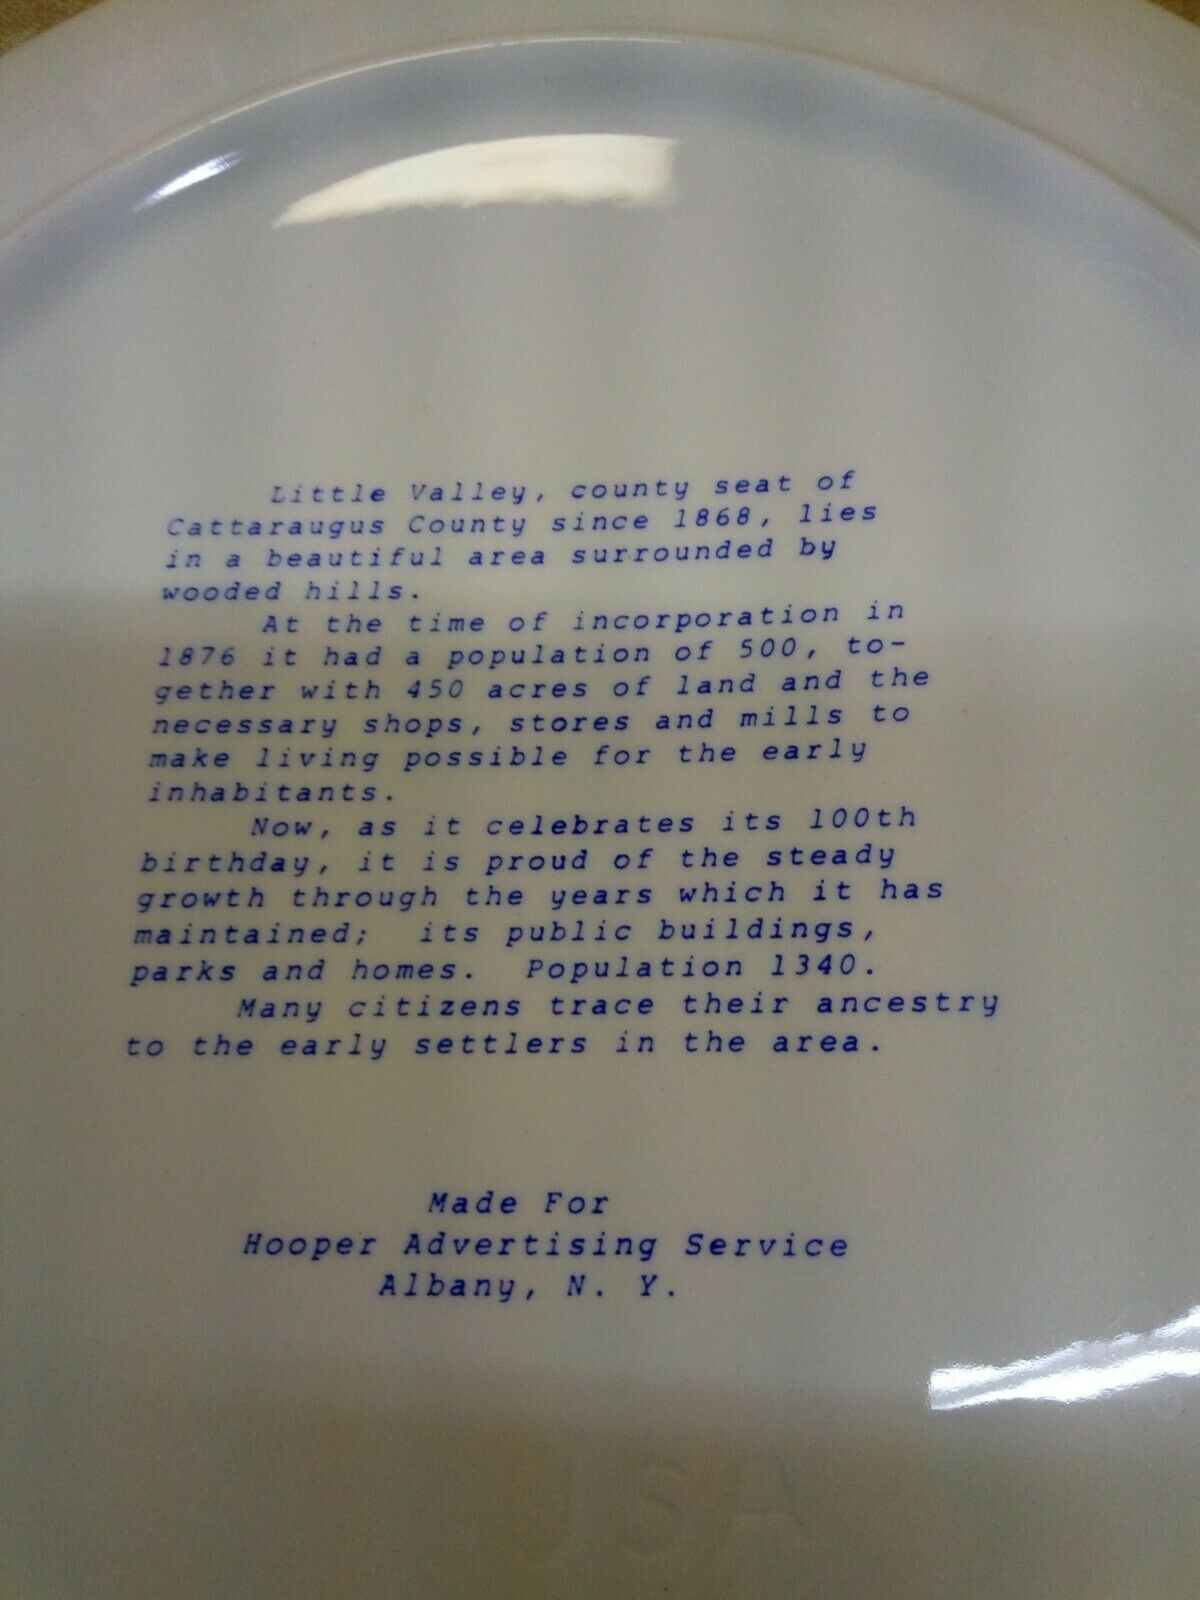 Little Valley, county seat of
Cattaraugus County since 1868, lies
in a beautiful area surrounded by
wooded hills.
At the time of incorporation in
1876 it had a population of 500, to-
gether with 450 acres of land and the
necessary shops, stores and mills to
make living possible for the early
inhabitants.
Now, as it celebrates its 100th
birthday, it is proud of the steady
growth through the years which it has
maintained; its public buildings,
parks and homes. Population 1340.
Many citizens trace their ancestry
to the early settlers in the area.
Made For
Hooper Advertising Service
Albany, N. Y.
USA